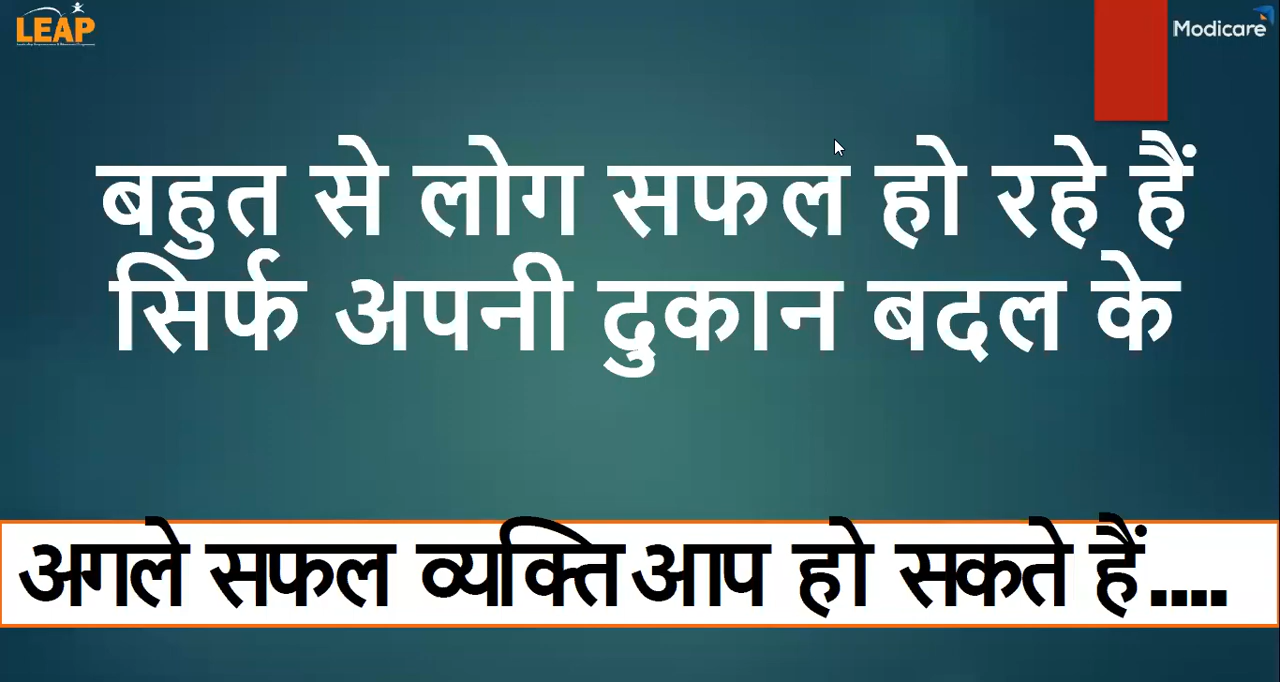 LEAP
Modicare
बहुत से लोग सफल हो रहे हैं
सिर्फ अपनी दुकान बदल के
अगले सफल व्यक्ति आप हो सकते हैं....